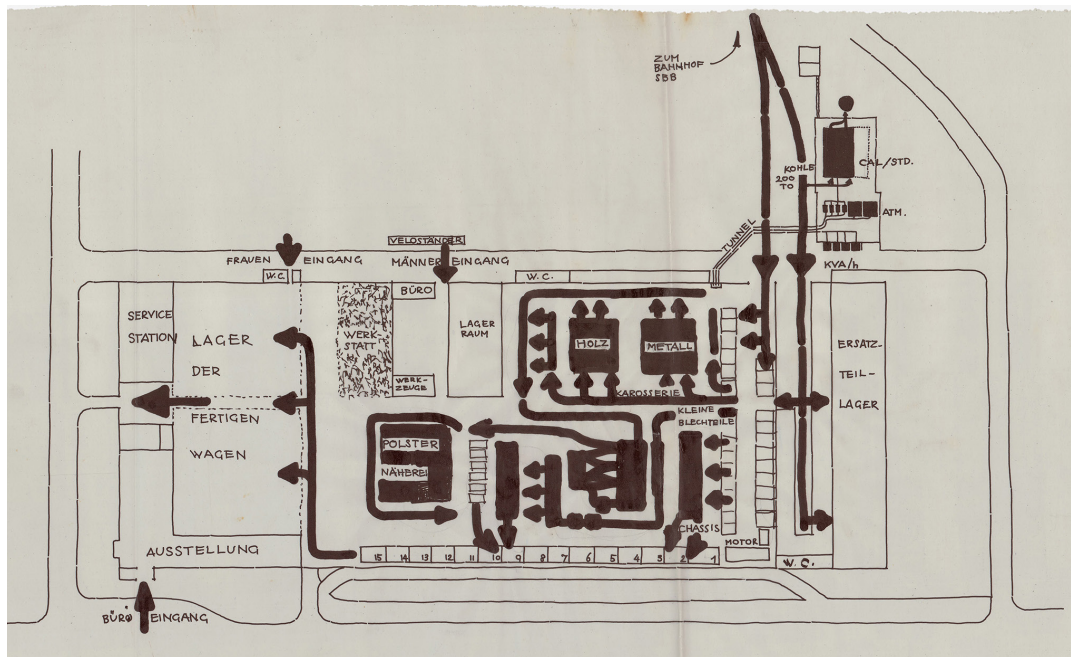 ZUM
BAHNHOF
SBB
KOHLE
200
TO
CAL/STD.
ATM.
TUNNEL
KVA/h
VELOSTÄNDER
FRAUEN EINGANG
MÄNNER EINGANG
W.C.
W.C.
BÜRO
SERVICE
STATION
LAGER
DER
FERTIGEN
WAGEN
WERK-
STATT
LAGER
RAUM
WERK-
ZEUGE
HOLZ
METALL
KAROSSERIE
KLEINE
BLECHTEILE
ERSATZ-
TEIL-
LAGER
POLSTER
NÄHEREI
CHASSIS
MOTOR
15 14 13 12 11 10 9 8 7 6 5 4 3 2 1
W.C.
AUSSTELLUNG
BÜRO EINGANG